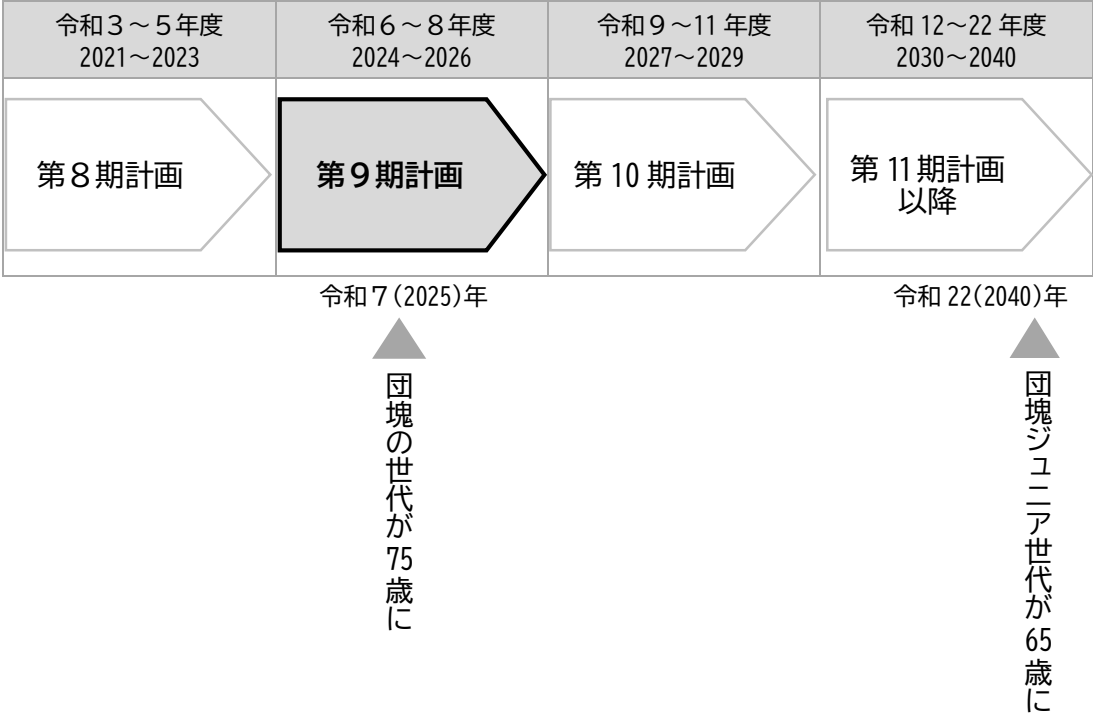 令和３～５年度
2021～2023
令和６～８年度
2024～2026
令和９～11 年度
2027～2029
令和 12～22 年度
2030～2040
第８期計画
第９期計画
第 10 期計画
第 11 期計画
以降
令和７(2025)年
令和 22(2040)年
団塊の世代が 75 歳に
団塊ジュニア世代が 65 歳に